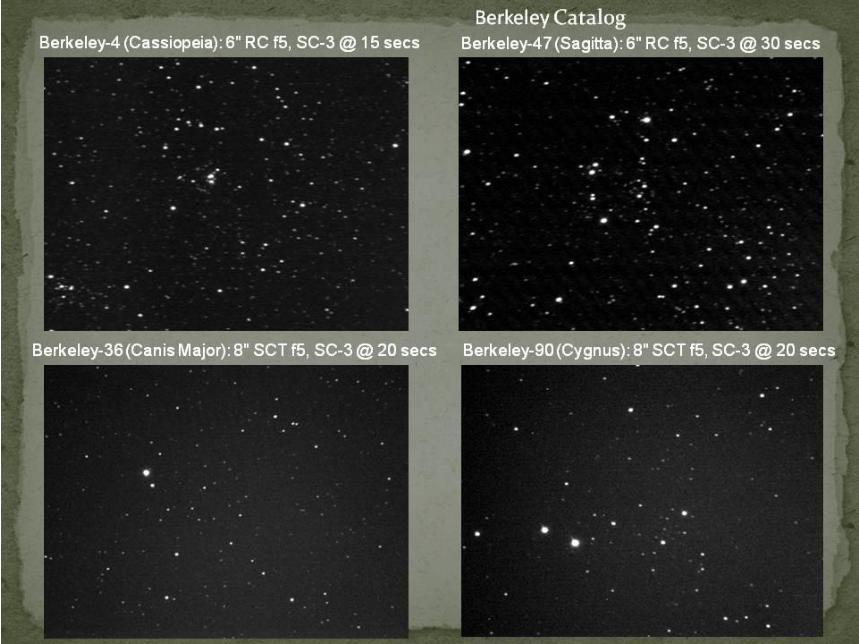 Berkeley Catalog
Berkeley-4 (Cassiopeia): 6" RC f5, SC-3 @ 15 secs
Berkeley-47 (Sagitta): 6" RC f5, SC-3 @ 30 secs
Berkeley-36 (Canis Major): 8" SCT f5, SC-3 @ 20 secs
Berkeley-90 (Cygnus): 8" SCT f5, SC-3 @ 20 secs